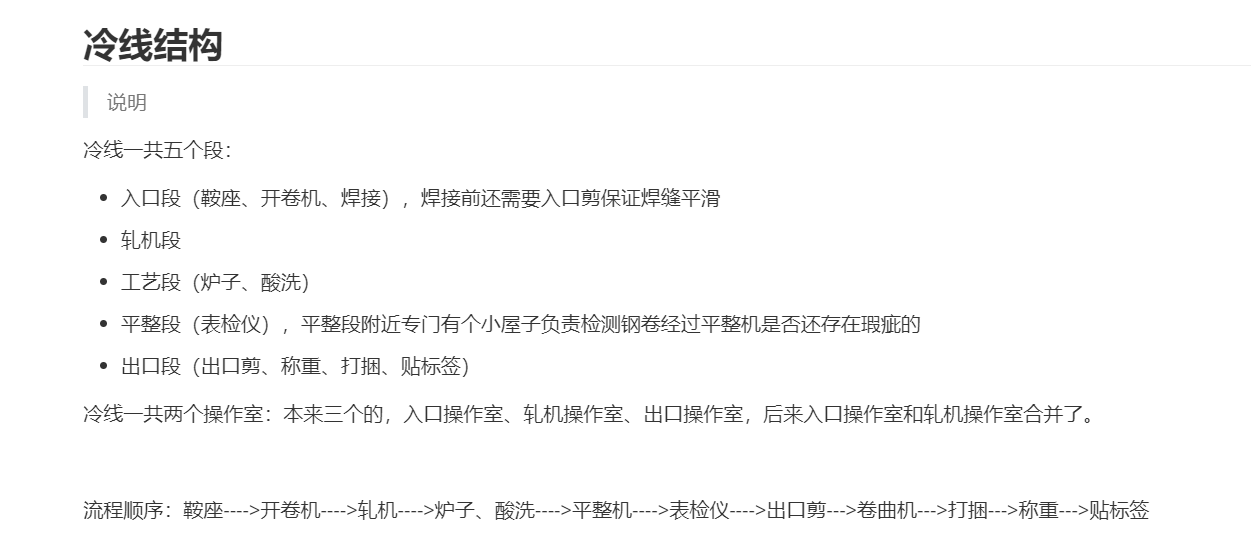 冷线结构
说明
冷线一共五个段：
入口段（鞍座、开卷机、焊接），焊接前还需要入口剪保证焊缝平滑
轧机段
工艺段（炉子、酸洗）
平整段（表检仪），平整段附近专门有个小屋子负责检测钢卷经过平整机是否还存在瑕疵的
出口段（出口剪、称重、打捆、贴标签）
冷线一共两个操作室：本来三个的，入口操作室、轧机操作室、出口操作室，后来入口操作室和轧机操作室合并了。
流程顺序：鞍座---->开卷机---->轧机---->炉子、酸洗---->平整机---->表检仪---->出口剪--->卷曲机--->打捆--->称重--->贴标签